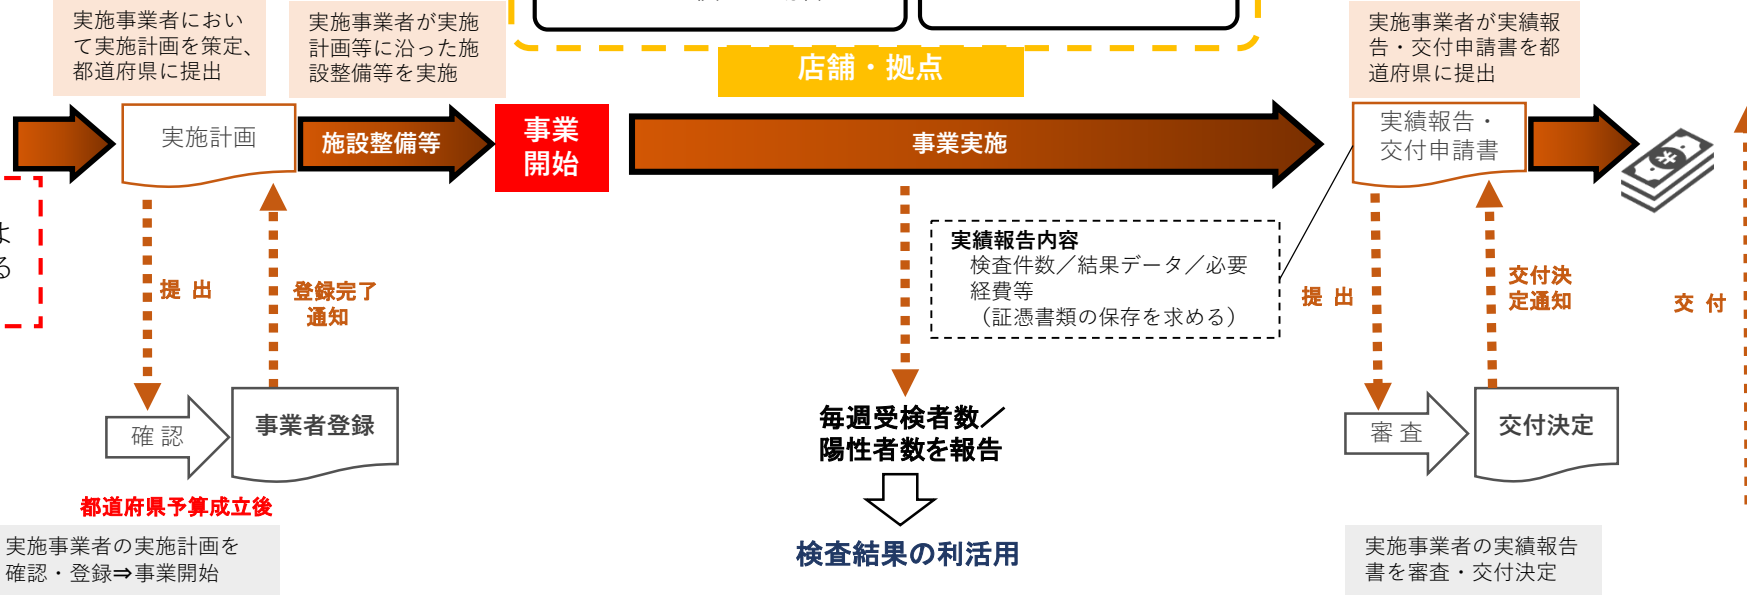 実施事業者におい
て実施計画を策定、
都道府県に提出
実施事業者が実施
計画等に沿った施
設整備等を実施
店舗・拠点
実施事業者が実績報
告・交付申請書を都
道府県に提出
実施計画
施設整備等
事業
開始
事業実施
実績報告・
交付申請書
よ
る
提 出
登録完了
通知
実績報告内容
検査件数／結果データ／必要
経費等
（証憑書類の保存を求める）
提 出
交付決
定通知
交 付
確 認
事業者登録
毎週受検者数／
陽性者数を報告
審 査
交付決定
都道府県予算成立後
実施事業者の実施計画を
確認・登録⇒事業開始
検査結果の利活用
実施事業者の実績報告
書を審査・交付決定